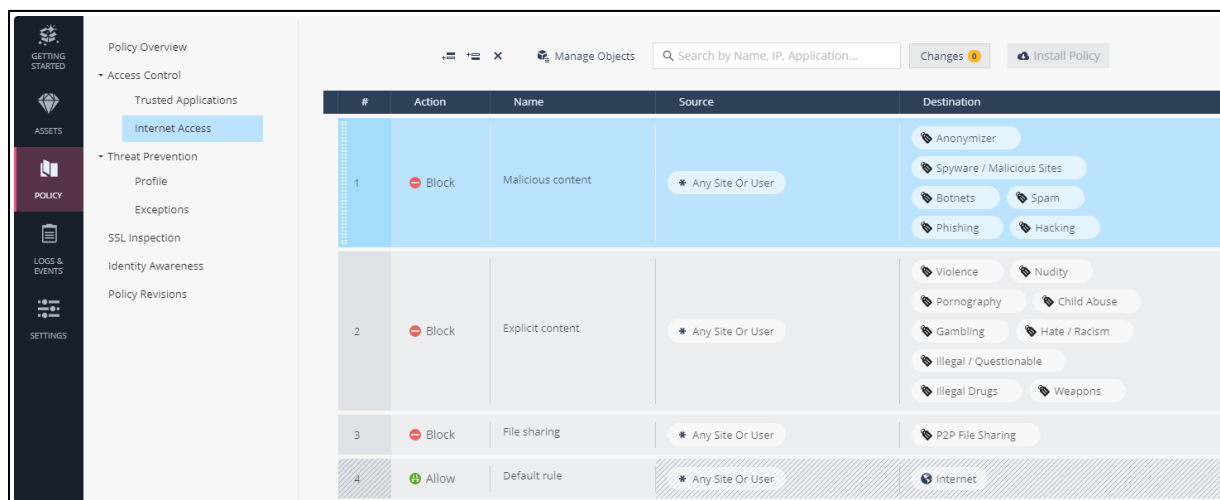 GETTING
STARTED
ASSETS
POLICY
LOGS &
EVENTS
SETTINGS
Policy Overview
Access Control
Trusted Applications
Internet Access
Threat Prevention
Profile
Exceptions
SSL Inspection
Identity Awareness
Policy Revisions
Manage Objects
Search by Name, IP, Application...
Changes 0
Install Policy
# Action Name Source Destination
1 Block Malicious content * Any Site Or User
Anonymizer
Spyware / Malicious Sites
Botnets Spam
Phishing Hacking
2 Block Explicit content * Any Site Or User
Violence Nudity
Pornography Child Abuse
Gambling Hate / Racism
Illegal / Questionable
Illegal Drugs Weapons
3 Block File sharing * Any Site Or User P2P File Sharing
4 Allow Default rule * Any Site Or User Internet